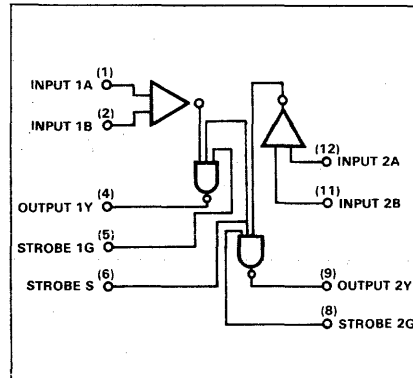 INPUT 1A (1)
INPUT 1B (2)
(12)
INPUT 2A
(11)
INPUT 2B
OUTPUT 1Y (4)
STROBE 1G (5)
STROBE S (6)
(9)
OUTPUT 2Y
(8)
STROBE 2G